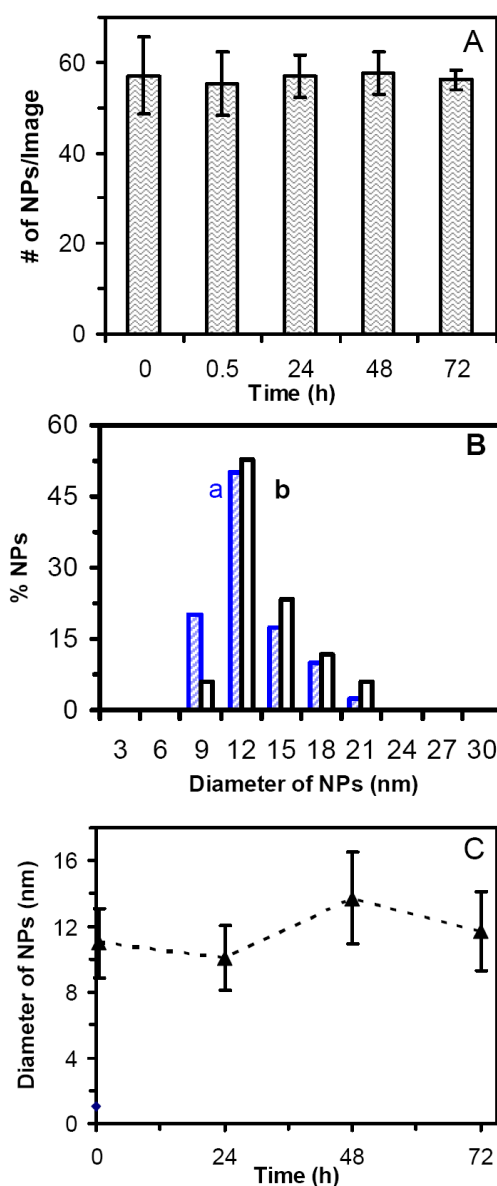 A
# of NPs/Image
60
40
20
0
0 0.5 24 48 72
Time (h)
B
% NPs
60
45
30
15
0
a b
3 6 9 12 15 18 21 24 27 30
Diameter of NPs (nm)
C
Diameter of NPs (nm)
16
12
8
4
0
0 24 48 72
Time (h)